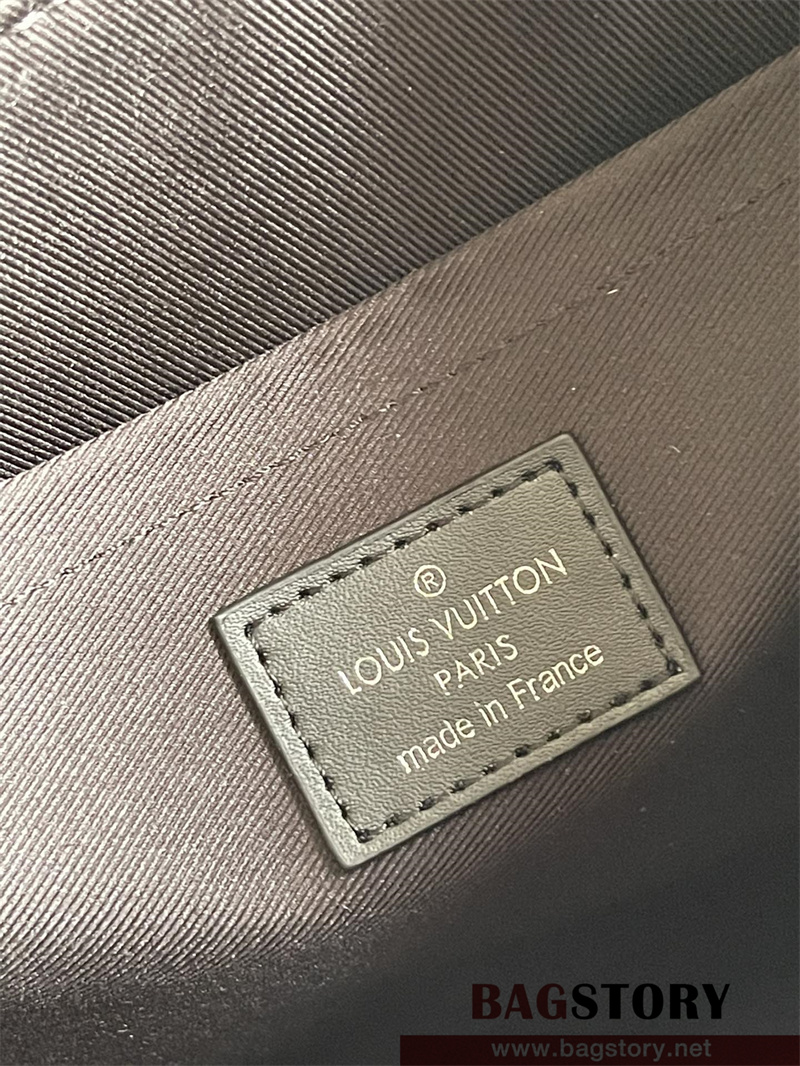 ®
LOUIS VUITTON
PARIS
made in France
BAGSTORY
www.bagstory.net